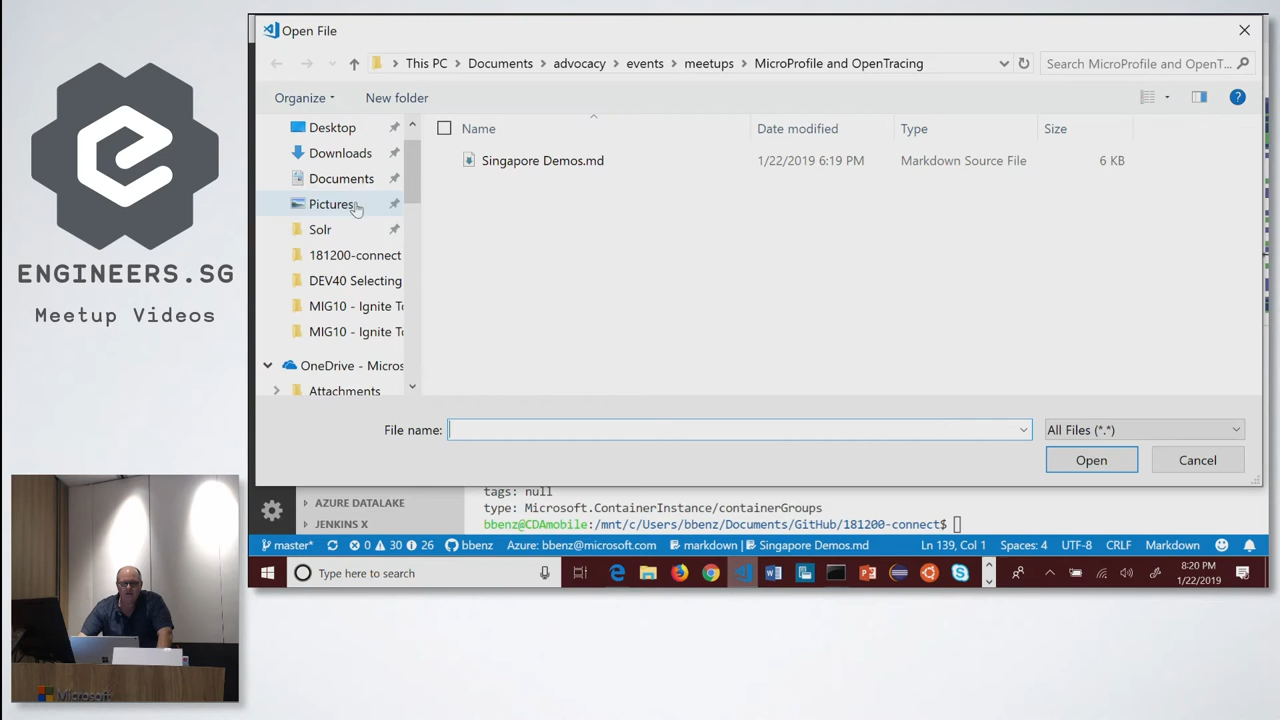 ENGINEERS.SG
Meetup Videos
Open File
This PC > Documents > advocacy > events > meetups > MicroProfile and OpenTracing
Search MicroProfile and OpenT...
Organize
New folder
Name
Date modified
Type
Size
Desktop
Downloads
Documents
Pictures
Solr
181200-connect
DEV40 Selecting
MIG10 - Ignite To
MIG10 - Ignite To
OneDrive - Micros
Attachments
Singapore Demos.md
1/22/2019 6:19 PM
Markdown Source File
6 KB
File name:
All Files (*.*)
Open
Cancel
AZURE DATALAKE
JENKINS X
tags: null
type: Microsoft.ContainerInstance/containerGroups
bbenz@CDAmobile:/mnt/c/Users/bbenz/Documents/GitHub/181200-connect$
master*
0
30
26
bbenz
Azure: bbenz@microsoft.com
markdown |
Singapore Demos.md
Ln 139, Col 1
Spaces: 4
UTF-8
CRLF
Markdown
Type here to search
8:20 PM
1/22/2019
Microsoft